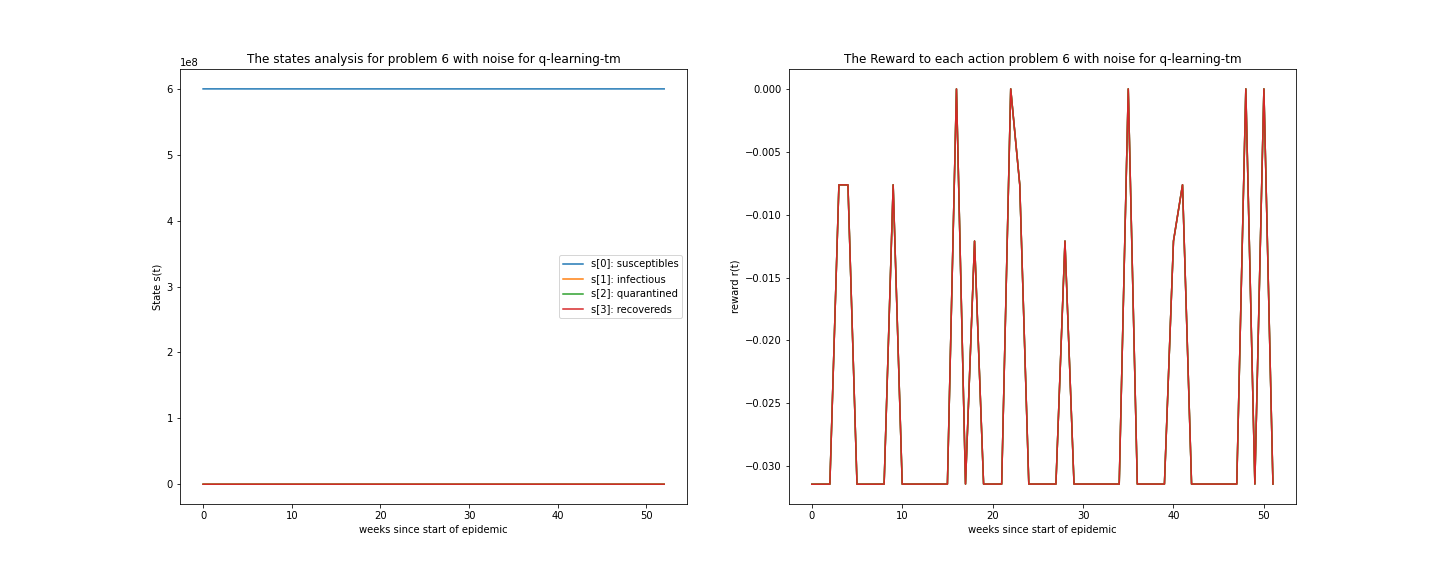 The states analysis for problem 6 with noise for q-learning-tm
1e8
6
5
4
3
2
1
0
State s(t)
s[0]: susceptibles
s[1]: infectious
s[2]: quarantined
s[3]: recovereds
0 10 20 30 40 50
weeks since start of epidemic
The Reward to each action problem 6 with noise for q-learning-tm
0.000
−0.005
−0.010
−0.015
−0.020
−0.025
−0.030
reward r(t)
0 10 20 30 40 50
weeks since start of epidemic